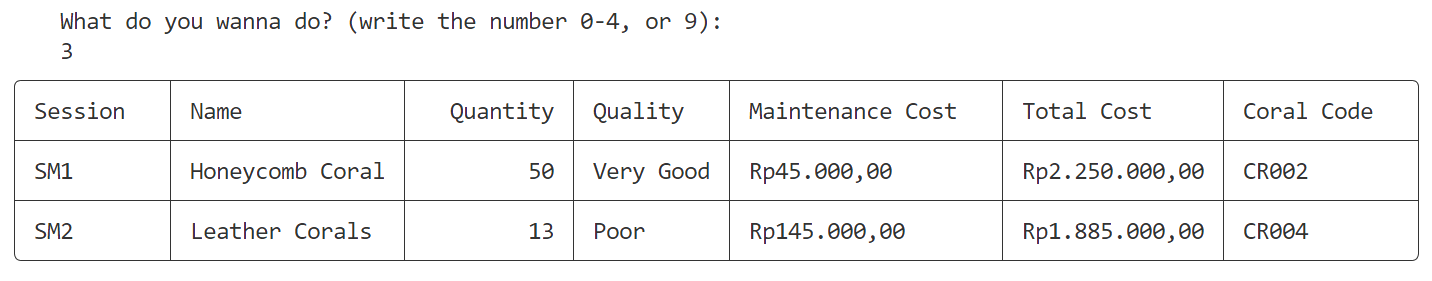 What do you wanna do? (write the number 0-4, or 9):
3
Session Name Quantity Quality Maintenance Cost Total Cost Coral Code
SM1 Honeycomb Coral 50 Very Good Rp45.000,00 Rp2.250.000,00 CR002
SM2 Leather Corals 13 Poor Rp145.000,00 Rp1.885.000,00 CR004